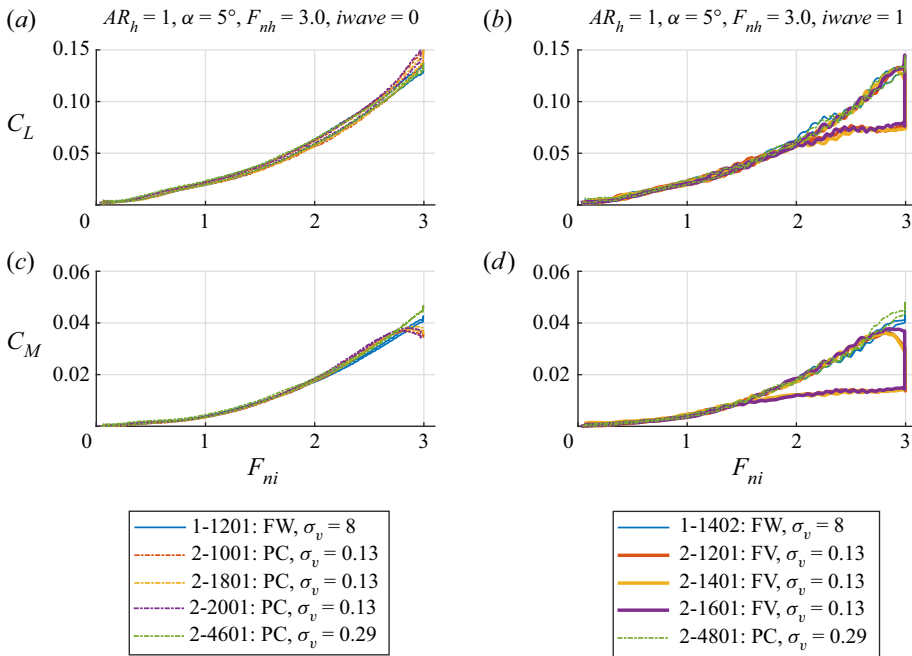 (a) AR_h = 1, α = 5°, F_nh = 3.0, iwave = 0
(b) AR_h = 1, α = 5°, F_nh = 3.0, iwave = 1
0.15
0.10
C_L
0.05
0 1 2 3
0.15
0.10
0.05
0 1 2 3
(c)
(d)
0.06
0.04
C_M
0.02
0 1 2 3
F_ni
0.06
0.04
0.02
0 1 2 3
F_ni
1-1201: FW, σ_v = 8
2-1001: PC, σ_v = 0.13
2-1801: PC, σ_v = 0.13
2-2001: PC, σ_v = 0.13
2-4601: PC, σ_v = 0.29
1-1402: FW, σ_v = 8
2-1201: FV, σ_v = 0.13
2-1401: FV, σ_v = 0.13
2-1601: FV, σ_v = 0.13
2-4801: PC, σ_v = 0.29